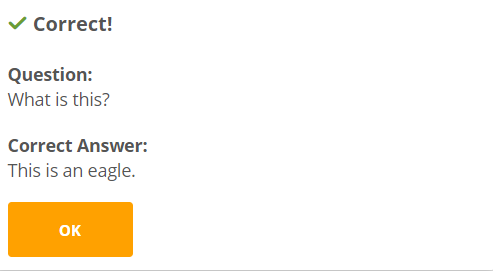 Correct!
Question:
What is this?
Correct Answer:
This is an eagle.
OK